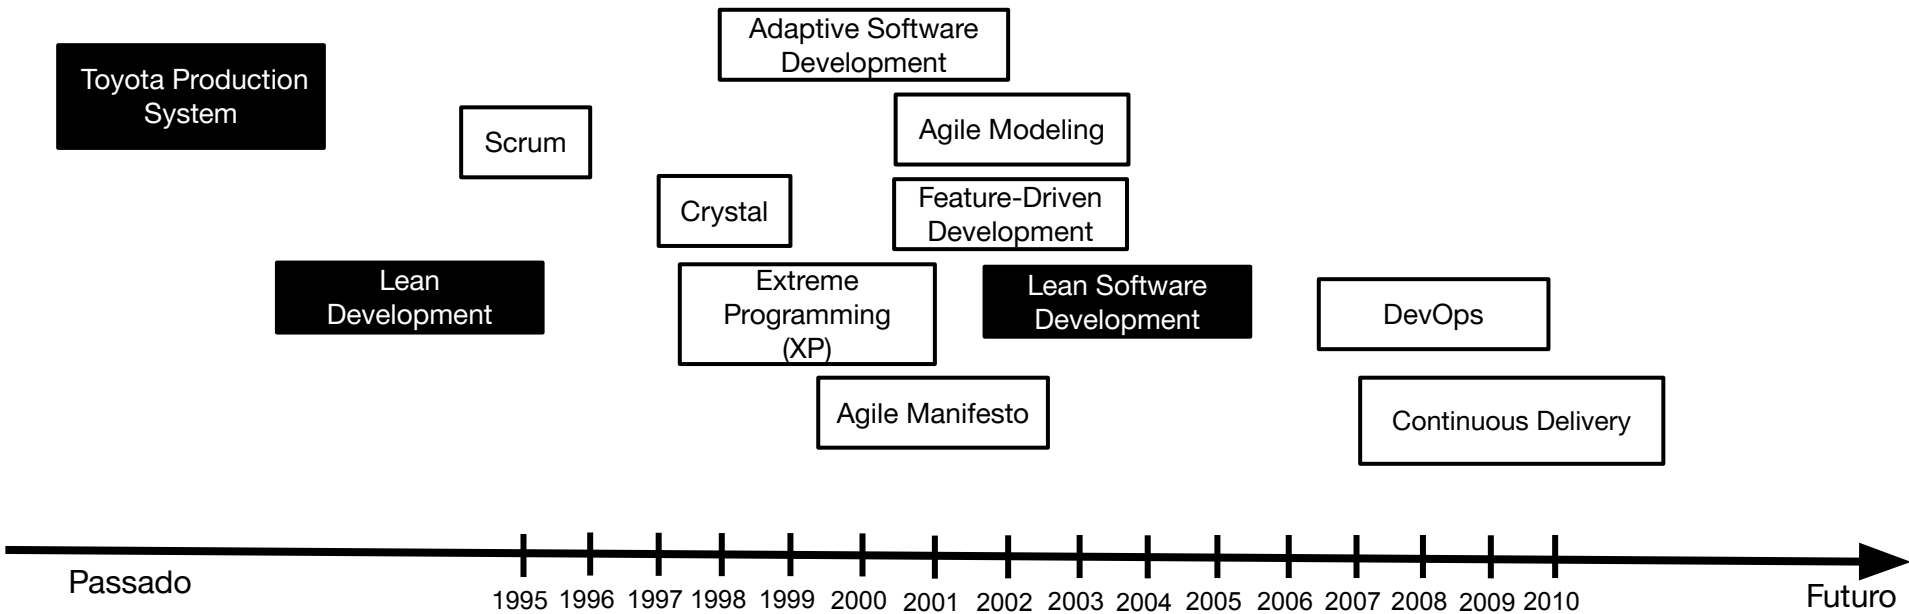 Adaptive Software
Development
Toyota Production
System
Scrum
Agile Modeling
Crystal
Feature-Driven
Development
Lean
Development
Extreme
Programming
(XP)
Lean Software
Development
DevOps
Agile Manifesto
Continuous Delivery
Passado
1995 1996 1997 1998 1999 2000 2001 2002 2003 2004 2005 2006 2007 2008 2009 2010
Futuro